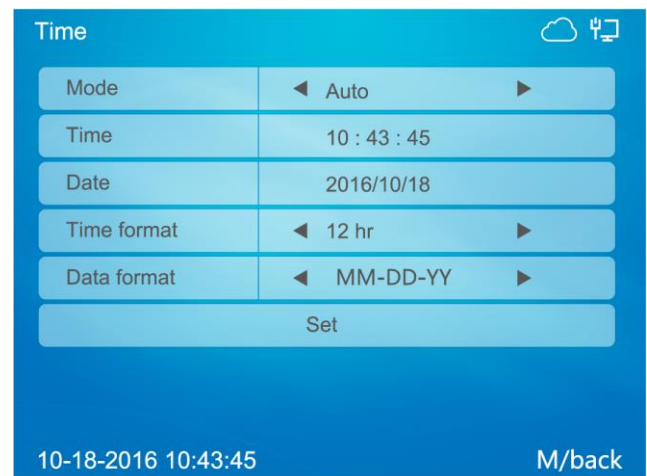 Time
Mode Auto
Time 10 : 43 : 45
Date 2016/10/18
Time format 12 hr
Data format MM-DD-YY
Set
10-18-2016 10:43:45 M/back